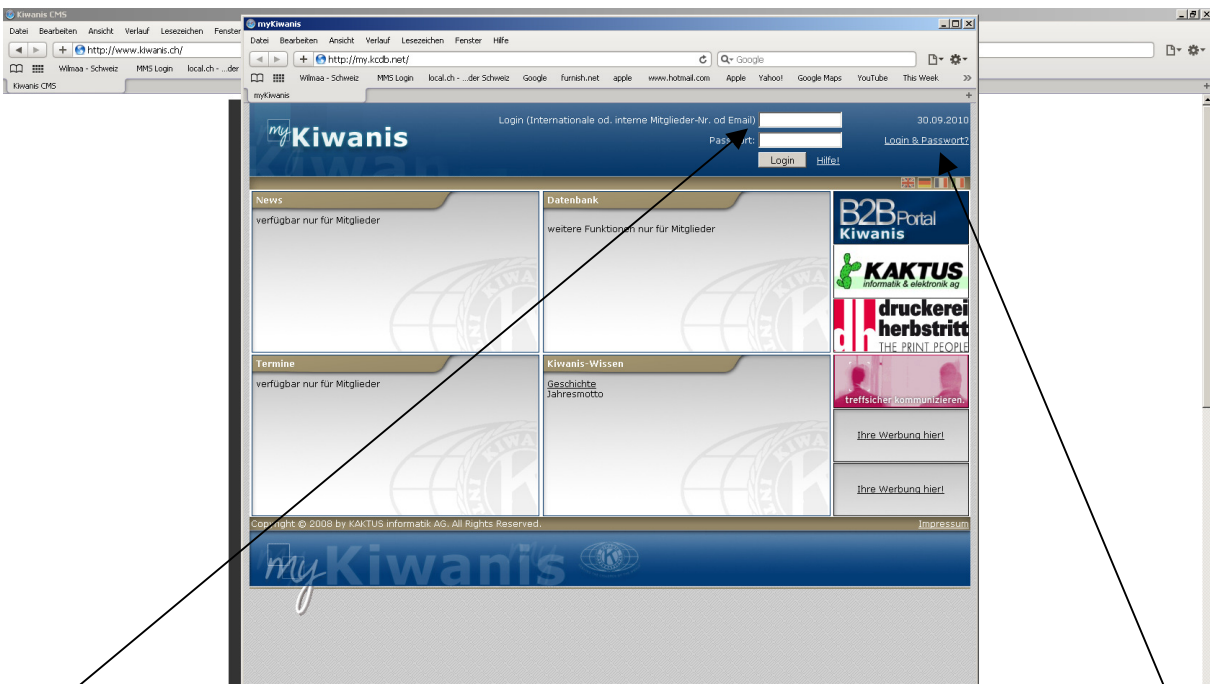 Kiwanis CMS
Datei Bearbeiten Ansicht Verlauf Lesezeichen Fenster
http://www.kiwanis.ch/
Wilmaa - Schweiz MMS Login local.ch - ...der
Kiwanis CMS
myKiwanis
Datei Bearbeiten Ansicht Verlauf Lesezeichen Fenster Hilfe
http://my.kcdb.net/
Google
Wilmaa - Schweiz MMS Login local.ch - ...der Schweiz Google furnish.net apple www.hotmail.com Apple Yahoo! Google Maps YouTube This Week
myKiwanis
my Kiwanis
Login (Internationale od. interne Mitglieder-Nr. od Email)
30.09.2010
Passwort:
Login & Passwort?
Login Hilfe!
News
verfügbar nur für Mitglieder
Datenbank
weitere Funktionen nur für Mitglieder
B2B Portal
Kiwanis
KAKTUS
informatik & elektronik ag
dh druckerei
herbstritt
THE PRINT PEOPLE
Termine
verfügbar nur für Mitglieder
Kiwanis-Wissen
Geschichte
Jahresmotto
treffsicher kommunizieren.
Ihre Werbung hier!
Ihre Werbung hier!
Copyright © 2008 by KAKTUS informatik AG. All Rights Reserved.
Impressum
my Kiwanis